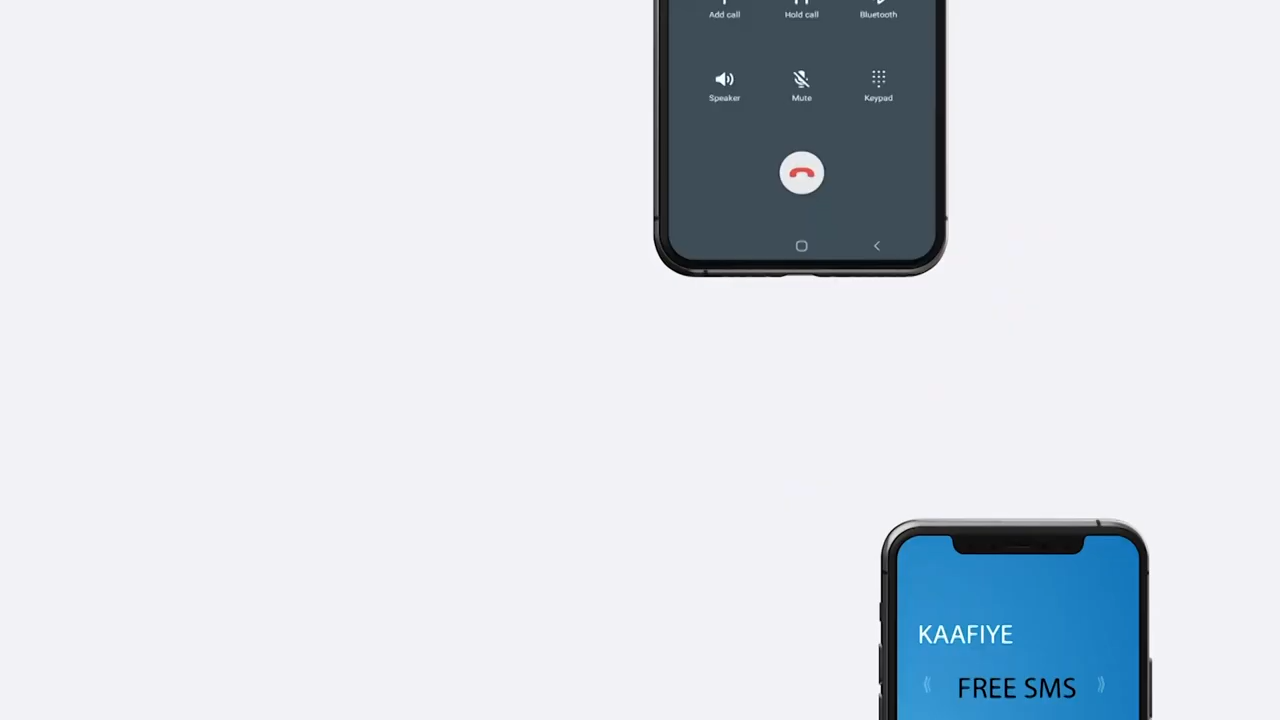 Add call Hold call Bluetooth
Speaker Mute Keypad
KAAFIYE
FREE SMS